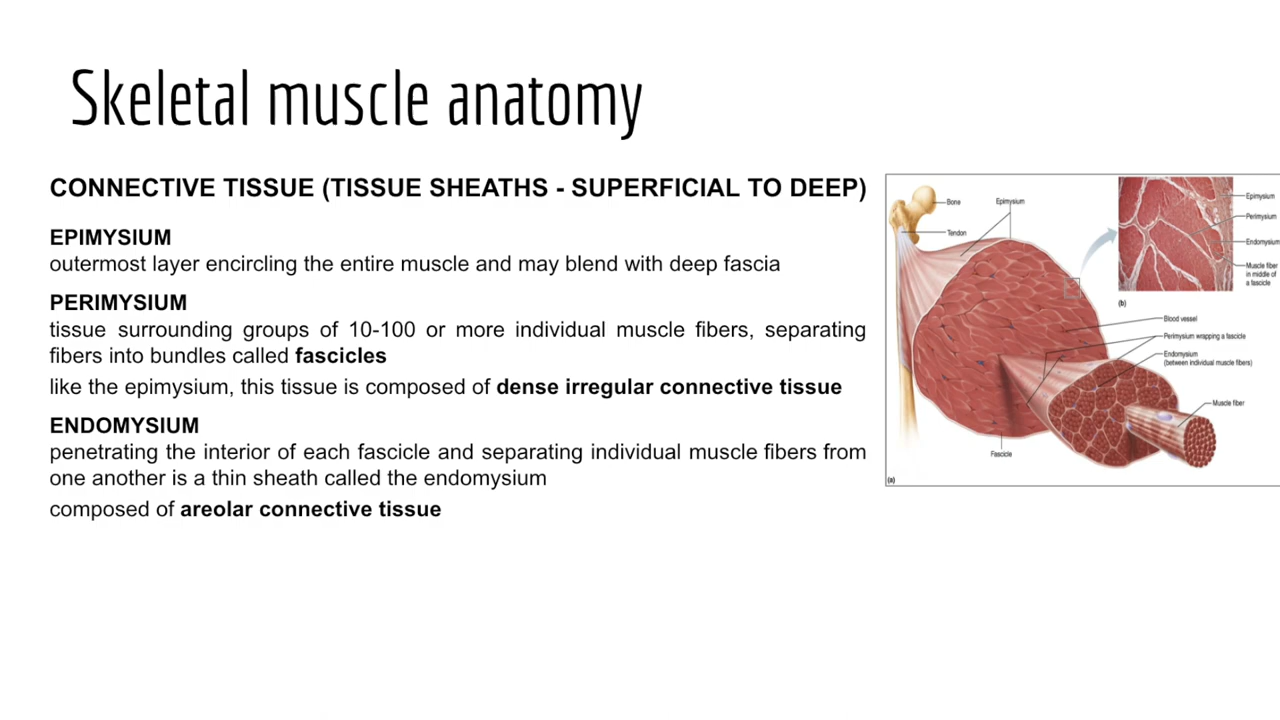 Skeletal muscle anatomy
CONNECTIVE TISSUE (TISSUE SHEATHS - SUPERFICIAL TO DEEP)
EPIMYSIUM
outermost layer encircling the entire muscle and may blend with deep fascia
PERIMYSIUM
tissue surrounding groups of 10-100 or more individual muscle fibers, separating
fibers into bundles called fascicles
like the epimysium, this tissue is composed of dense irregular connective tissue
ENDOMYSIUM
penetrating the interior of each fascicle and separating individual muscle fibers from
one another is a thin sheath called the endomysium
composed of areolar connective tissue
Bone
Epimysium
Tendon
Epimysium
Perimysium
Endomysium
Muscle fiber
in middle of
a fascicle
(b)
Blood vessel
Perimysium wrapping a fascicle
Endomysium
(between individual muscle fibers)
Muscle fiber
Fascicle
(a)